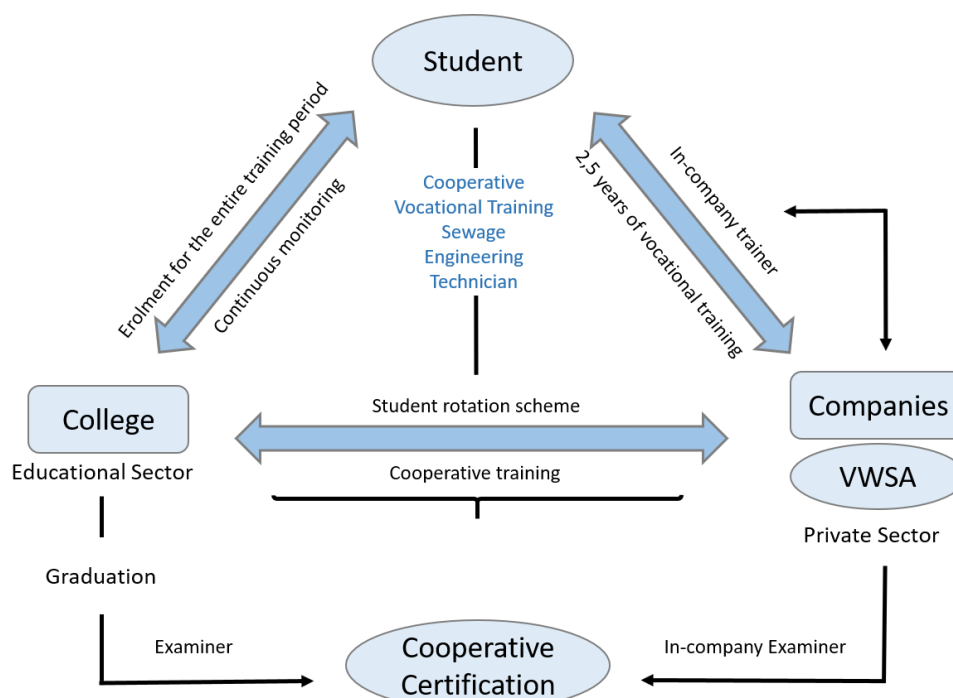 Student
Erolment for the entire training period
Continuous monitoring
Cooperative
Vocational Training
Sewage
Engineering
Technician
In-company trainer
2,5 years of vocational training
College
Educational Sector
Student rotation scheme
Cooperative training
Companies
VWSA
Private Sector
Graduation
Examiner
Cooperative
Certification
In-company Examiner